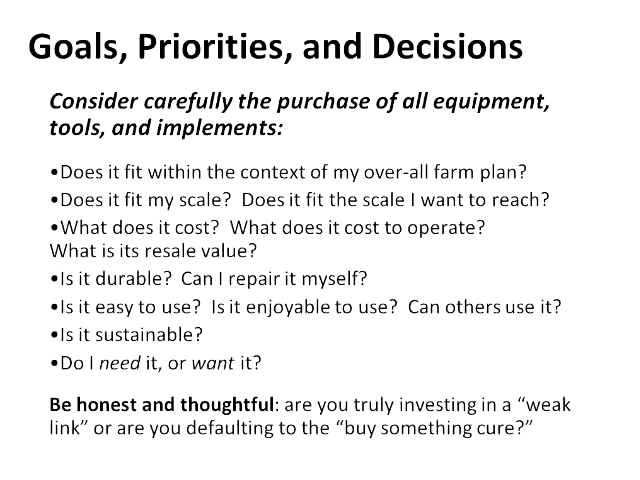 Goals, Priorities, and Decisions
Consider carefully the purchase of all equipment,
tools, and implements:
•Does it fit within the context of my over-all farm plan?
•Does it fit my scale?  Does it fit the scale I want to reach?
•What does it cost?  What does it cost to operate?
What is its resale value?
•Is it durable?  Can I repair it myself?
•Is it easy to use?  Is it enjoyable to use?  Can others use it?
•Is it sustainable?
•Do I need it, or want it?
Be honest and thoughtful: are you truly investing in a “weak
link” or are you defaulting to the “buy something cure?”